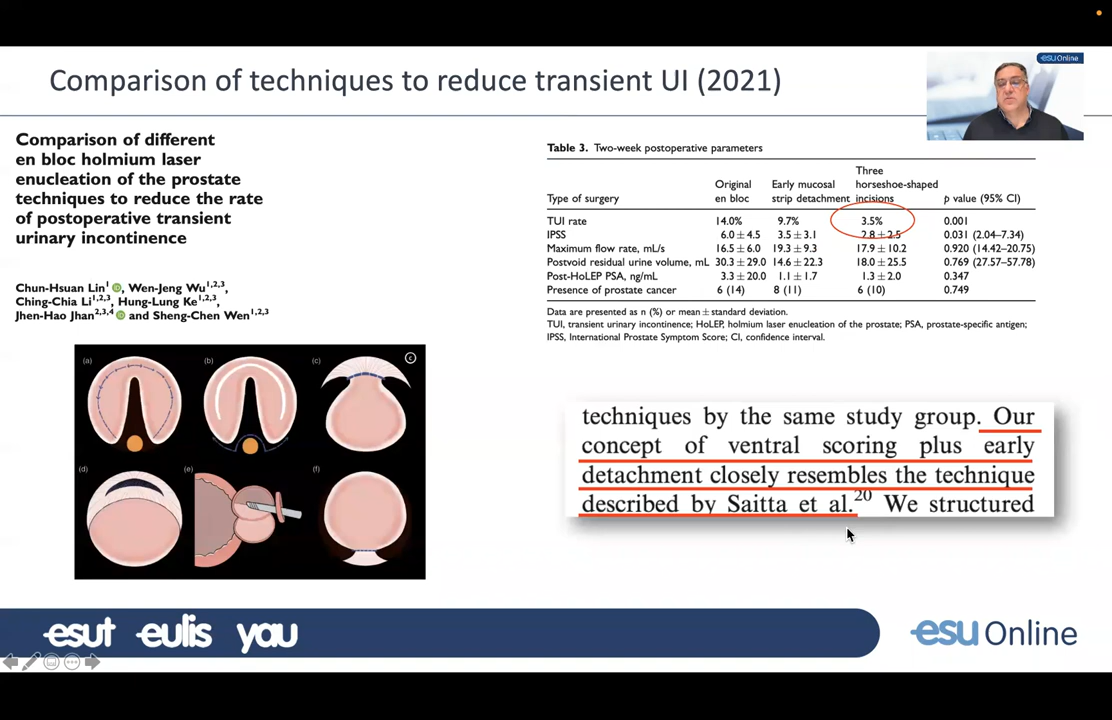 Comparison of techniques to reduce transient UI (2021)
esu Online
Comparison of different
en bloc holmium laser
enucleation of the prostate
techniques to reduce the rate
of postoperative transient
urinary incontinence
Chun-Hsuan Lin1, Wen-Jeng Wu1,2,3,
Ching-Chia Li1,2,3, Hung-Lung Ke1,2,3,
Jhen-Hao Jhan2,3,4 and Sheng-Chen Wen1,2,3
(a) (b) (c)
(d) (e) (f)
Table 3. Two-week postoperative parameters
Type of surgery Original en bloc Early mucosal strip detachment Three horseshoe-shaped incisions p value (95% CI)
TUI rate 14.0% 9.7% 3.5% 0.001
IPSS 6.0 ± 4.5 3.5 ± 3.1 2.8 ± 2.5 0.031 (2.04–7.34)
Maximum flow rate, mL/s 16.5 ± 6.0 19.3 ± 9.3 17.9 ± 10.2 0.920 (14.42–20.75)
Postvoid residual urine volume, mL 30.3 ± 29.0 14.6 ± 22.3 18.0 ± 25.5 0.769 (27.57–57.78)
Post-HoLEP PSA, ng/mL 3.3 ± 20.0 1.1 ± 1.7 1.3 ± 2.0 0.347
Presence of prostate cancer 6 (14) 8 (11) 6 (10) 0.749
Data are presented as n (%) or mean ± standard deviation.
TUI, transient urinary incontinence; HoLEP, holmium laser enucleation of the prostate; PSA, prostate-specific antigen;
IPSS, International Prostate Symptom Score; CI, confidence interval.
techniques by the same study group. Our
concept of ventral scoring plus early
detachment closely resembles the technique
described by Saitta et al.20 We structured
esut eulis yau
esu Online